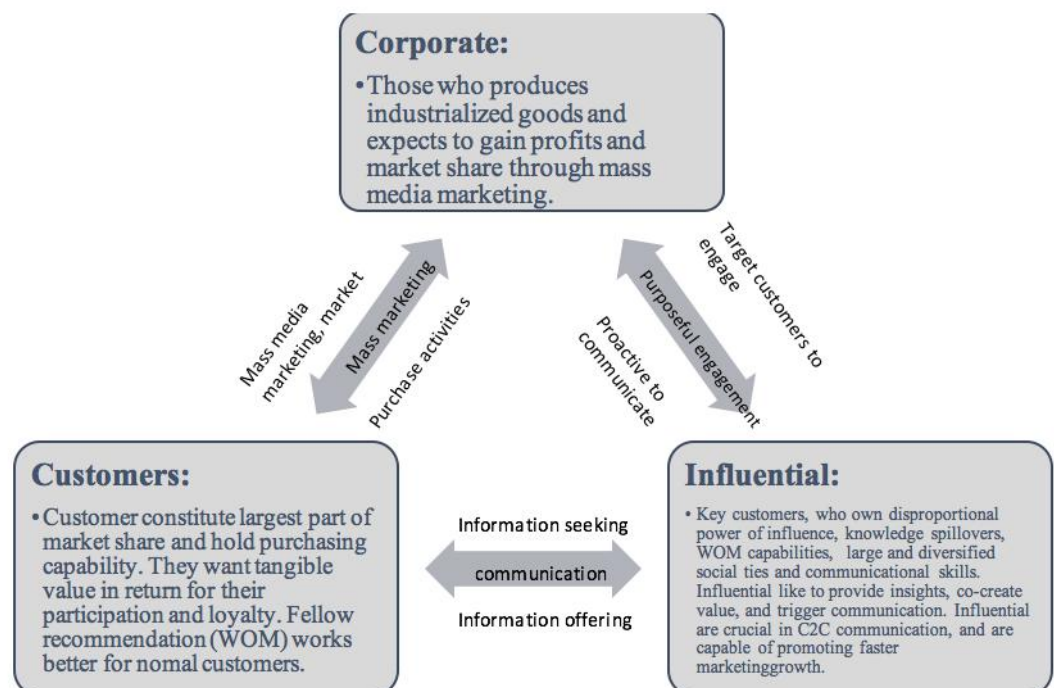 Corporate:
•Those who produces
industrialized goods and
expects to gain profits and
market share through mass
media marketing.
Mass media
marketing, market
Mass marketing
Purchase activities
Target customers to
engage
Purposeful engagement
Proactive to
communicate
Customers:
•Customer constitute largest part of
market share and hold purchasing
capability. They want tangible
value in return for their
participation and loyalty. Fellow
recommendation (WOM) works
better for nomal customers.
Information seeking
communication
Information offering
Influential:
• Key customers, who own disproportional
power of influence, knowledge spillovers,
WOM capabilities, large and diversified
social ties and communicational skills.
Influential like to provide insights, co-create
value, and trigger communication. Influential
are crucial in C2C communication, and are
capable of promoting faster
marketinggrowth.